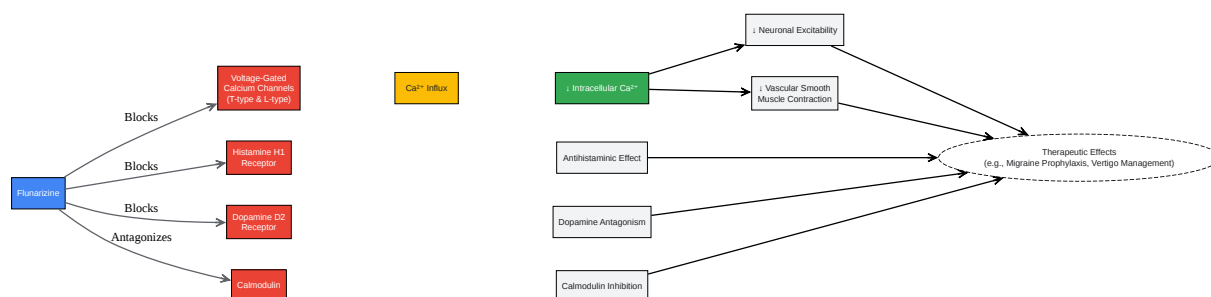 Flunarizine
Blocks
Blocks
Blocks
Antagonizes
Voltage-Gated
Calcium Channels
(T-type & L-type)
Histamine H1
Receptor
Dopamine D2
Receptor
Calmodulin
Ca²⁺ Influx
↓ Intracellular Ca²⁺
Antihistaminic Effect
Dopamine Antagonism
Calmodulin Inhibition
↓ Neuronal Excitability
↓ Vascular Smooth
Muscle Contraction
Therapeutic Effects
(e.g., Migraine Prophylaxis, Vertigo Management)